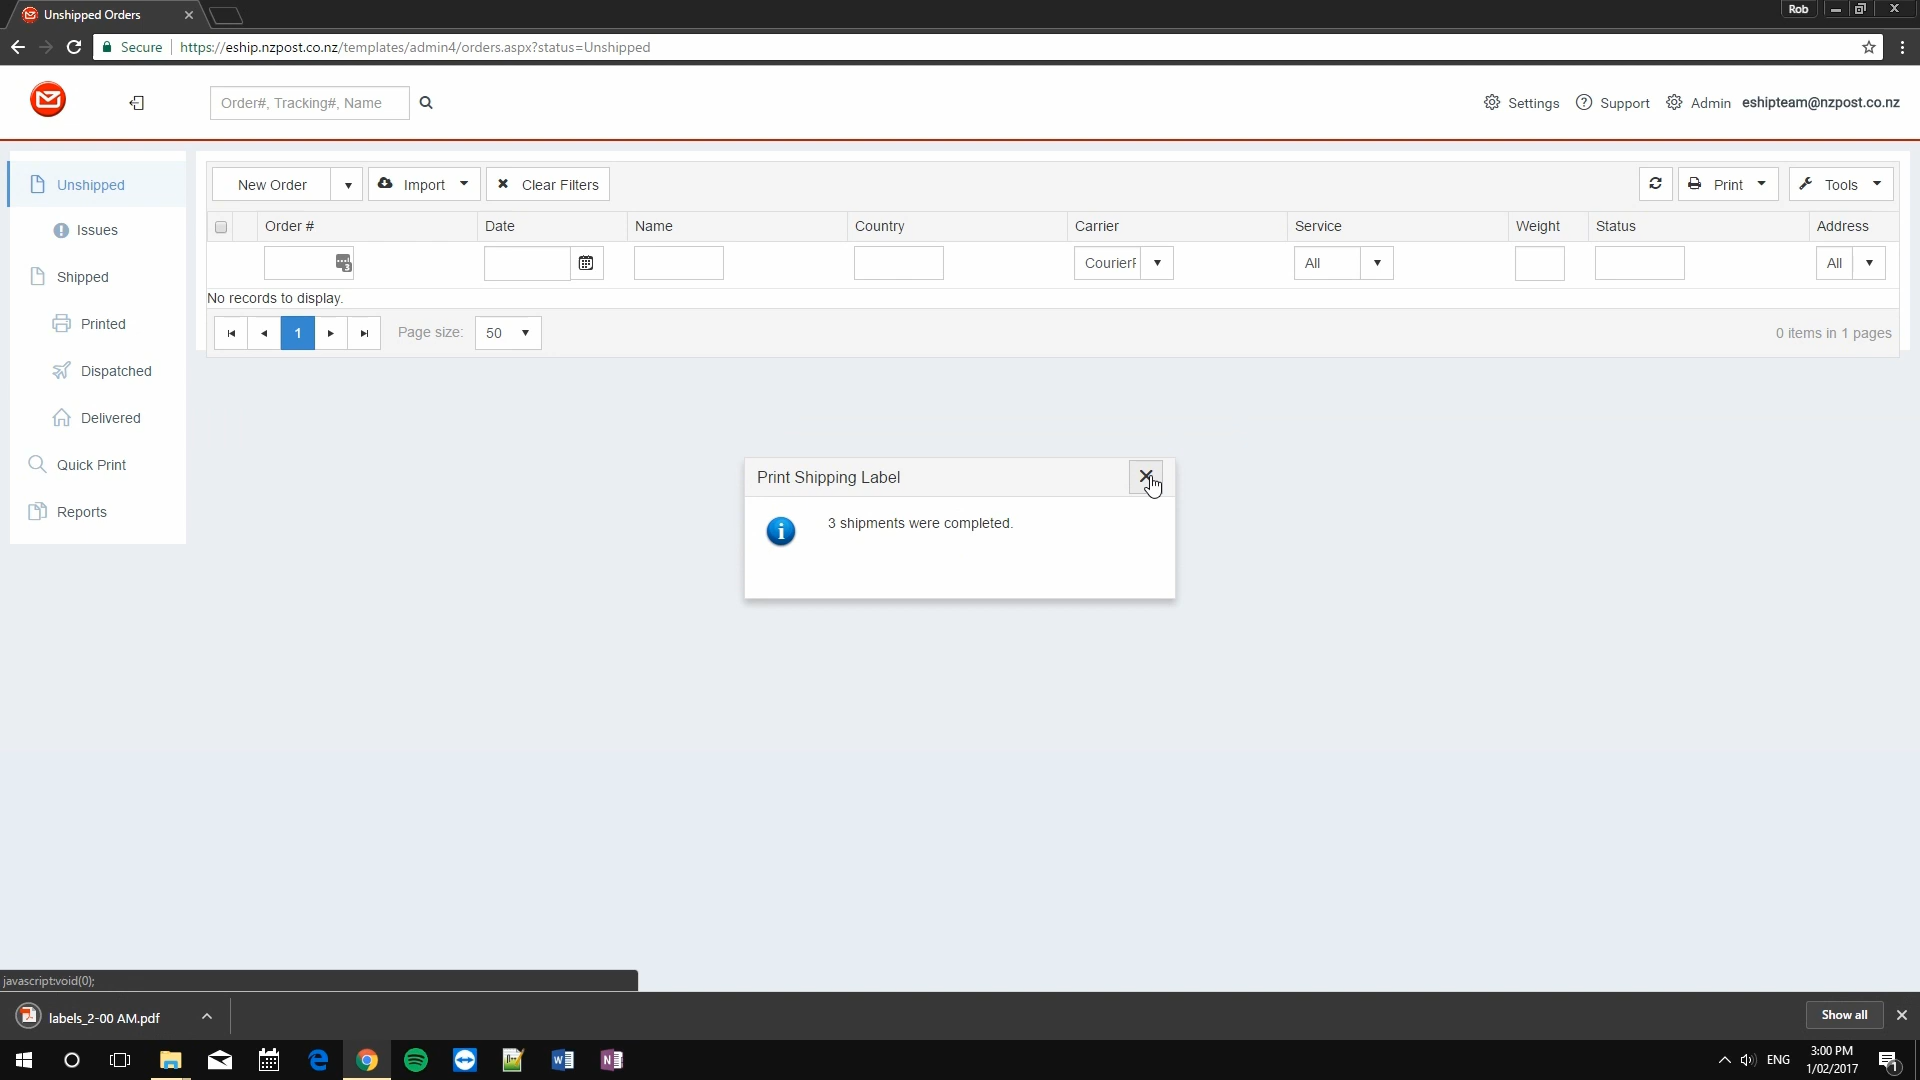 Unshipped Orders
Rob
Secure https://eship.nzpost.co.nz/templates/admin4/orders.aspx?status=Unshipped
Order#, Tracking#, Name
Settings Support Admin eshipteam@nzpost.co.nz
Unshipped
Issues
Shipped
Printed
Dispatched
Delivered
Quick Print
Reports
New Order Import Clear Filters Print Tools
Order # Date Name Country Carrier Service Weight Status Address
3 CourierP All All
No records to display.
1 Page size: 50 0 items in 1 pages
Print Shipping Label
i 3 shipments were completed.
javascript:void(0);
labels_2-00 AM.pdf Show all
ENG 3:00 PM
1/02/2017 1